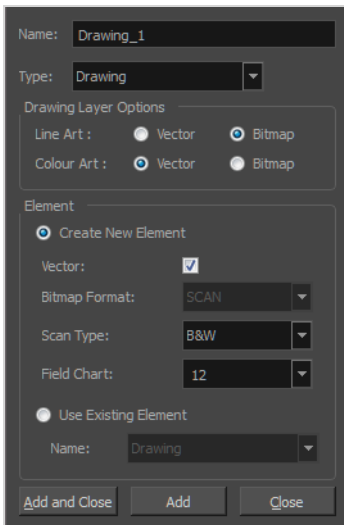 Name: Drawing_1
Type: Drawing
Drawing Layer Options
Line Art : Vector Bitmap
Colour Art : Vector Bitmap
Element
Create New Element
Vector:
Bitmap Format: SCAN
Scan Type: B&W
Field Chart: 12
Use Existing Element
Name: Drawing
Add and Close Add Close